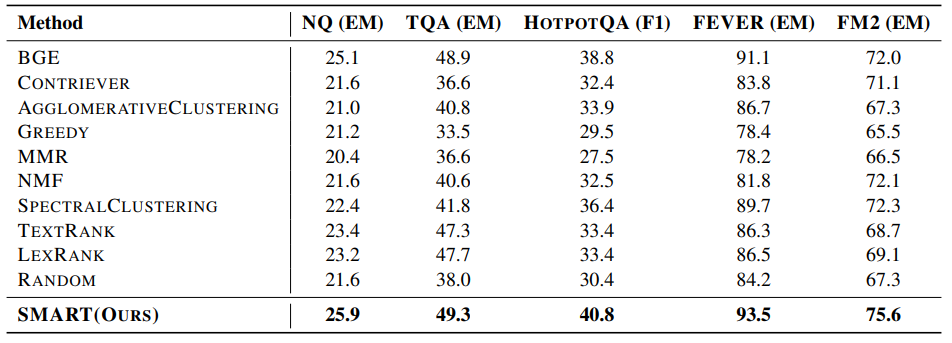 Method NQ (EM) TQA (EM) HOTPOTQA (F1) FEVER (EM) FM2 (EM)
BGE 25.1 48.9 38.8 91.1 72.0
CONTRIEVER 21.6 36.6 32.4 83.8 71.1
AGGLOMERATIVECLUSTERING 21.0 40.8 33.9 86.7 67.3
GREEDY 21.2 33.5 29.5 78.4 65.5
MMR 20.4 36.6 27.5 78.2 66.5
NMF 21.6 40.6 32.5 81.8 72.1
SPECTRALCLUSTERING 22.4 41.8 36.4 89.7 72.3
TEXTRANK 23.4 47.3 33.4 86.3 68.7
LEXRANK 23.2 47.7 33.4 86.5 69.1
RANDOM 21.6 38.0 30.4 84.2 67.3
SMART(OURS) 25.9 49.3 40.8 93.5 75.6